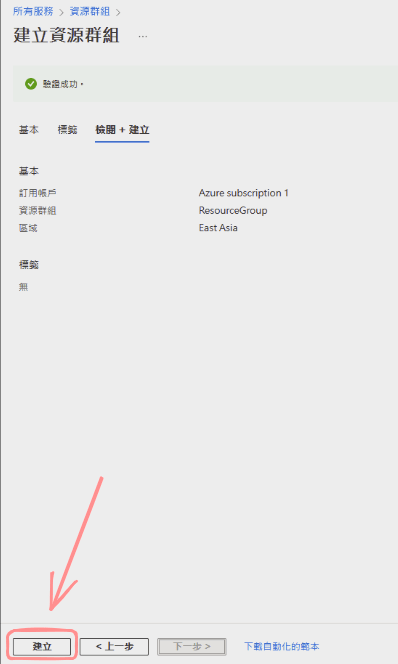 所有服務 > 資源群組 >
建立資源群組 ...
驗證成功。
基本 標籤 檢閱 + 建立
基本
訂用帳戶 Azure subscription 1
資源群組 ResourceGroup
區域 East Asia
標籤
無
建立 < 上一步 下一步 > 下載自動化的範本